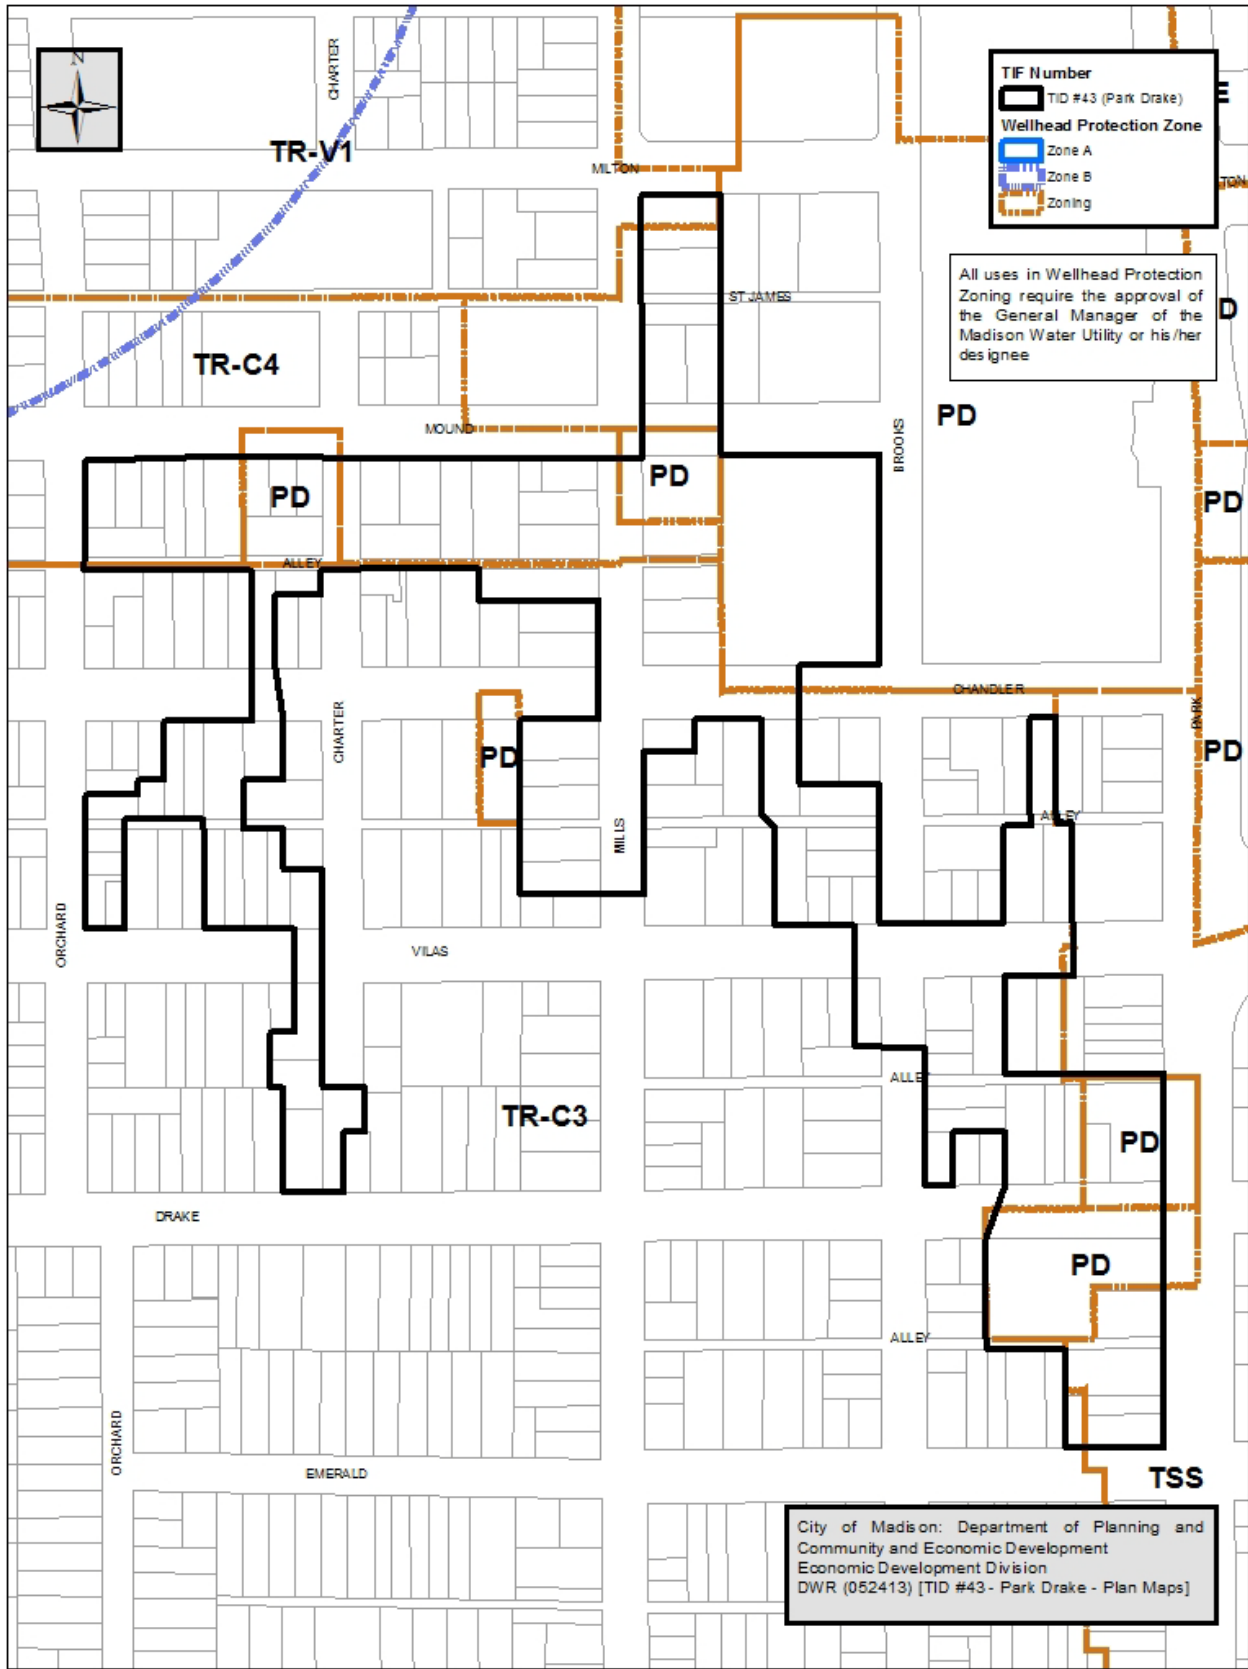 N
CHARTER
TR-V1
MILTON
TIF Number
TID #43 (Park Drake)
Wellhead Protection Zone
Zone A
Zone B
Zoning
E
TON
All uses in Wellhead Protection
Zoning require the approval of
the General Manager of the
Madison Water Utility or his/her
designee
D
ST JAMES
TR-C4
MOUND
BROOKS
PD
PD
PD
PD
ALLEY
CHANDLER
PARK
CHARTER
PD
PD
MILLS
ALLEY
ORCHARD
VILAS
ALLEY
TR-C3
PD
DRAKE
PD
ALLEY
ORCHARD
EMERALD
TSS
City of Madison: Department of Planning and
Community and Economic Development
Economic Development Division
DWR (052413) [TID #43 - Park Drake - Plan Maps]